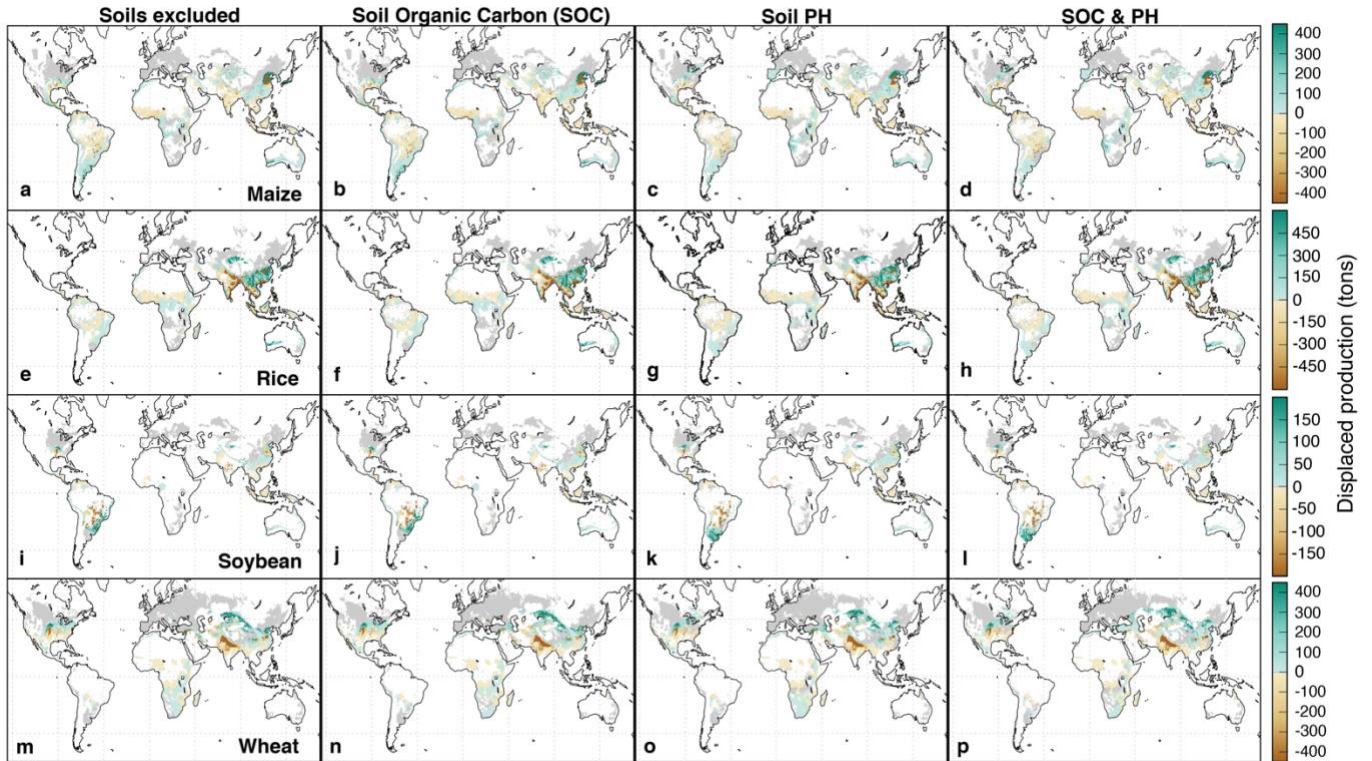 Soils excluded
Soil Organic Carbon (SOC)
Soil PH
SOC & PH
a
Maize
b
c
d
400
300
200
100
0
-100
-200
-300
-400
e
Rice
f
g
h
450
300
150
0
-150
-300
-450
i
Soybean
j
k
l
150
100
50
0
-50
-100
-150
m
Wheat
n
o
p
400
300
200
100
0
-100
-200
-300
-400
Displaced production (tons)